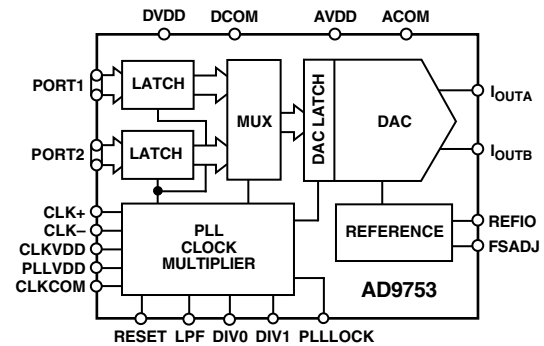 DVDD DCOM AVDD ACOM
PORT1
LATCH
PORT2
LATCH
MUX
DAC LATCH
DAC
IOUTA
IOUTB
CLK+
CLK–
CLKVDD
PLLVDD
CLKCOM
PLL
CLOCK
MULTIPLIER
REFERENCE
REFIO
FSADJ
AD9753
RESET LPF DIV0 DIV1 PLLLOCK